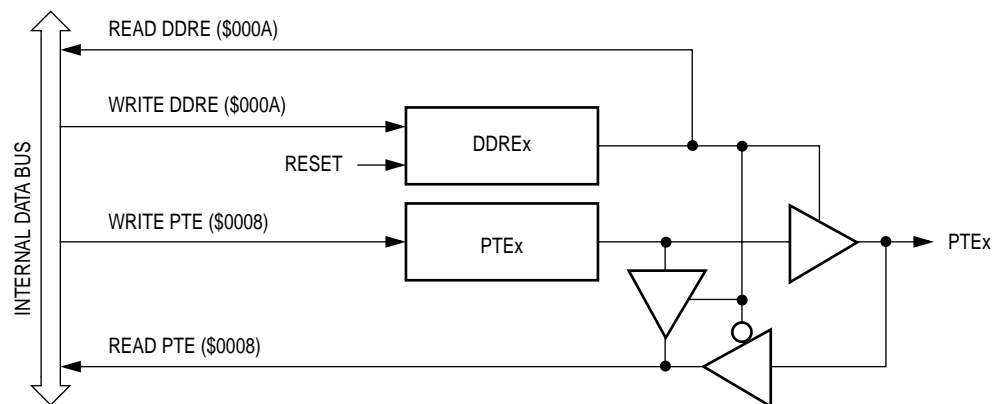 READ DDRE ($000A)
WRITE DDRE ($000A)
DDREx
RESET
WRITE PTE ($0008)
PTEx
PTEx
READ PTE ($0008)
INTERNAL DATA BUS